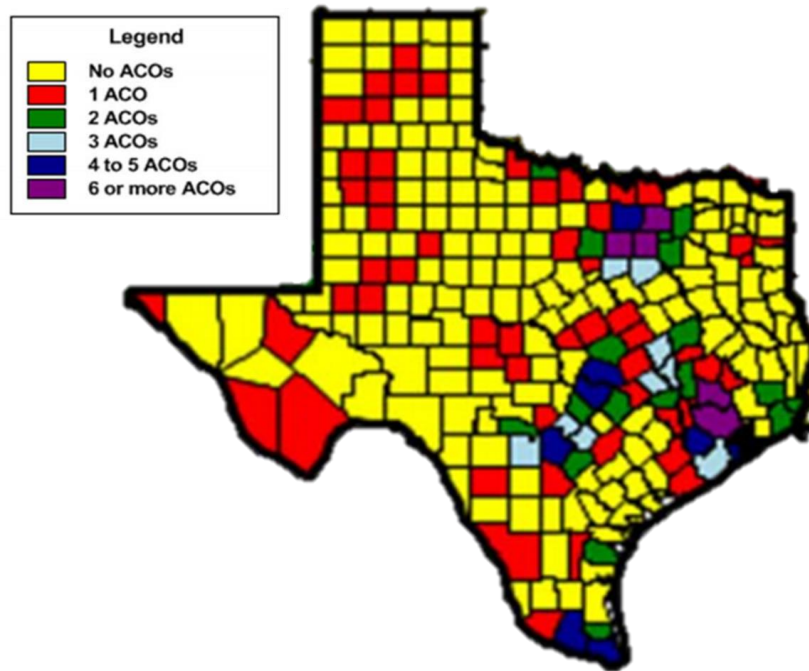 Legend
No ACOs
1 ACO
2 ACOs
3 ACOs
4 to 5 ACOs
6 or more ACOs